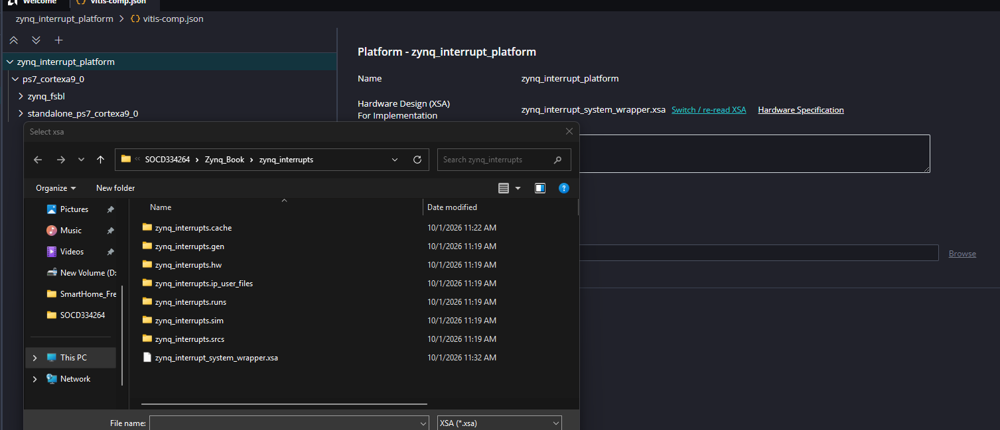 Welcome
vitis-comp.json
zynq_interrupt_platform > vitis-comp.json
zynq_interrupt_platform
ps7_cortexa9_0
zynq_fsbl
standalone_ps7_cortexa9_0
Platform - zynq_interrupt_platform
Name zynq_interrupt_platform
Hardware Design (XSA)
For Implementation
zynq_interrupt_system_wrapper.xsa Switch / re-read XSA Hardware Specification
Browse
Select xsa
« SOCD334264 > Zynq_Book > zynq_interrupts
Search zynq_interrupts
Organize New folder
Pictures
Music
Videos
New Volume (D:
SmartHome_Fre
SOCD334264
This PC
Network
Name Date modified
zynq_interrupts.cache 10/1/2026 11:22 AM
zynq_interrupts.gen 10/1/2026 11:19 AM
zynq_interrupts.hw 10/1/2026 11:19 AM
zynq_interrupts.ip_user_files 10/1/2026 11:19 AM
zynq_interrupts.runs 10/1/2026 11:19 AM
zynq_interrupts.sim 10/1/2026 11:19 AM
zynq_interrupts.srcs 10/1/2026 11:19 AM
zynq_interrupt_system_wrapper.xsa 10/1/2026 11:32 AM
File name: XSA (*.xsa)